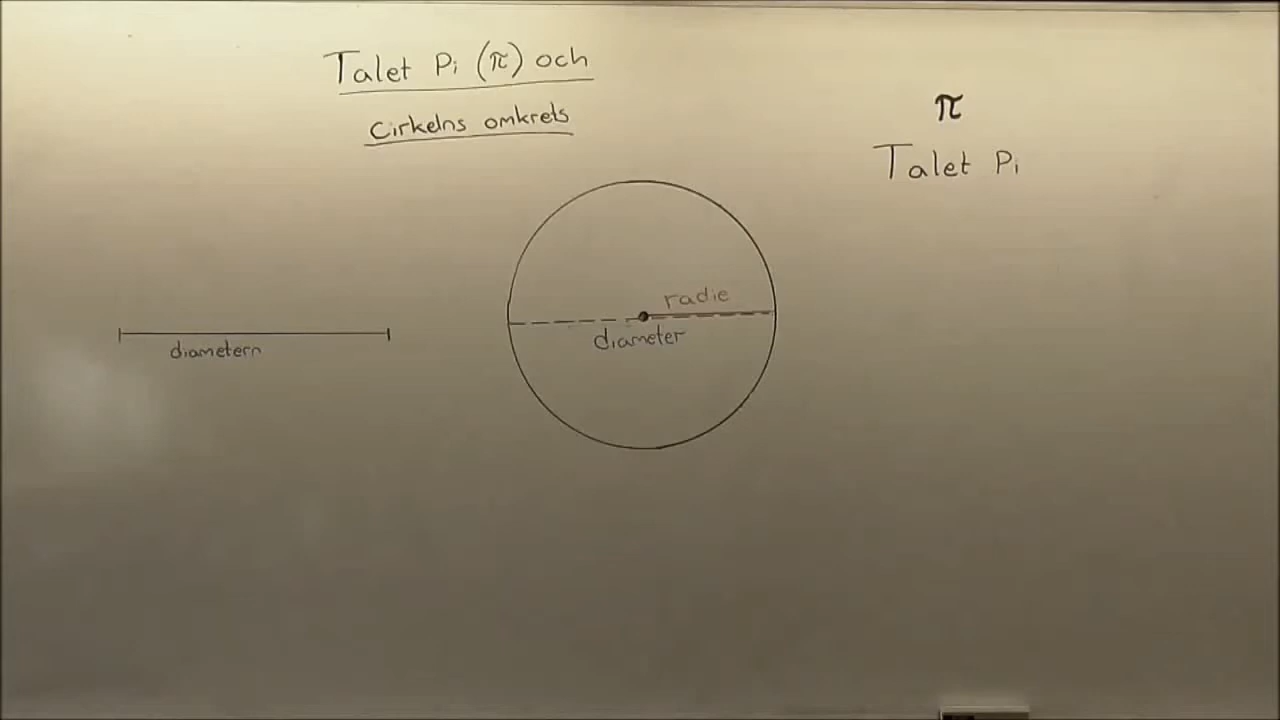 Talet Pi (π) och
Cirkelns omkrets
π
Talet Pi
radie
diameter
diametern